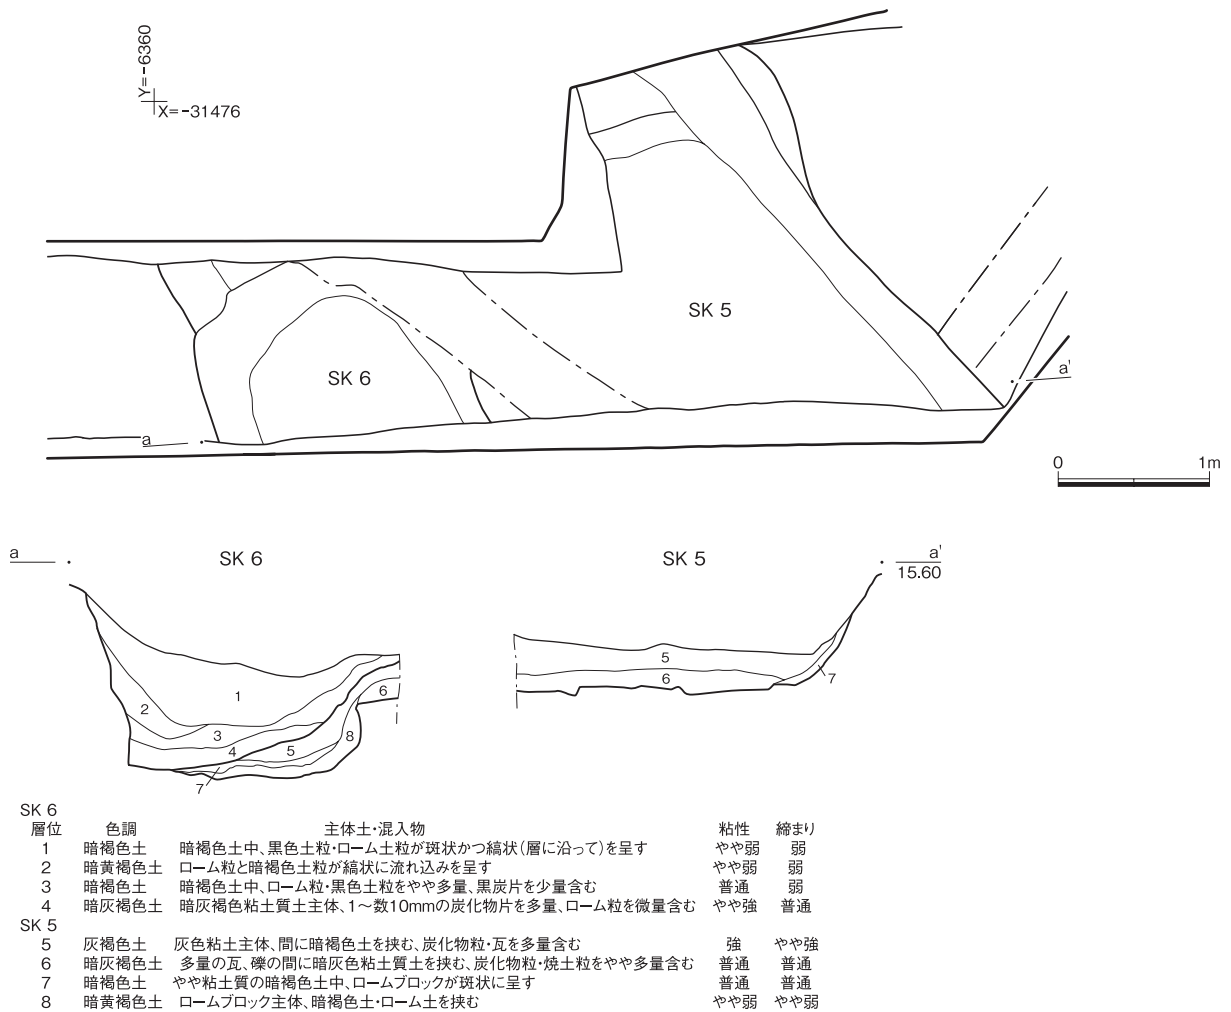 Y=-6360
X=-31476
SK 5
SK 6
a
a'
0 1m
a SK 6 SK 5 a'
15.60
1
2
3
4
5
6
7
8
5
6
7
SK 6
層位 色調 主体土・混入物 粘性 締まり
1 暗褐色土 暗褐色土中、黒色土粒・ローム土粒が斑状かつ縞状（層に沿って）を呈す やや弱 弱
2 暗黄褐色土 ローム粒と暗褐色土粒が縞状に流れ込みを呈す やや弱 弱
3 暗褐色土 暗褐色土中、ローム粒・黒色土粒をやや多量、黒炭片を少量含む 普通 弱
4 暗灰褐色土 暗灰褐色粘土質土主体、1～数10mmの炭化物片を多量、ローム粒を微量含む やや強 普通
SK 5
5 灰褐色土 灰色粘土主体、間に暗褐色土を挟む、炭化物粒・瓦を多量含む 強 やや強
6 暗灰褐色土 多量の瓦、礫の間に暗灰色粘土質土を挟む、炭化物粒・焼土粒をやや多量含む 普通 普通
7 暗褐色土 やや粘土質の暗褐色土中、ロームブロックが斑状に呈す 普通 普通
8 暗黄褐色土 ロームブロック主体、暗褐色土・ローム土を挟む やや弱 やや弱